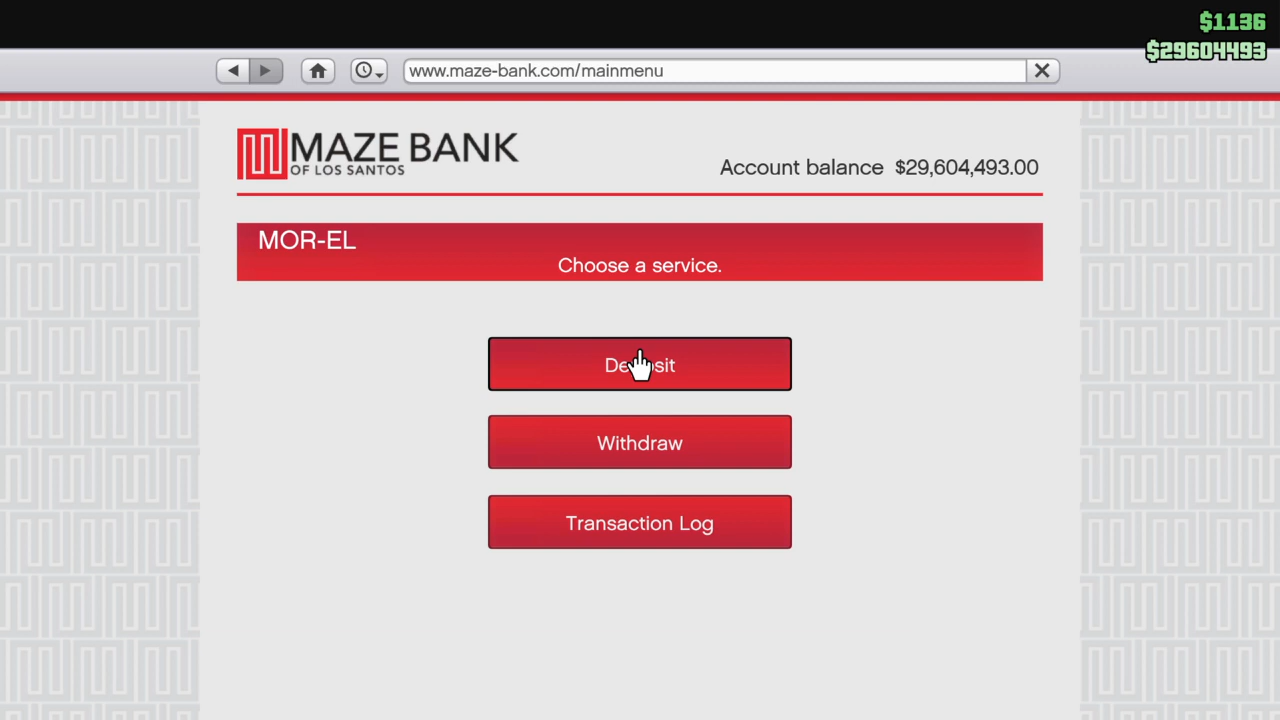 $1136
$29604493
www.maze-bank.com/mainmenu
MAZE BANK
OF LOS SANTOS
Account balance $29,604,493.00
MOR-EL
Choose a service.
Deposit
Withdraw
Transaction Log